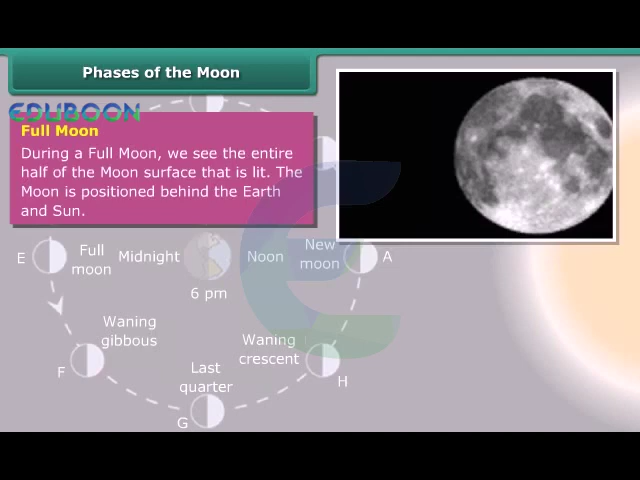 Phases of the Moon
EDUBOON
Full Moon
During a Full Moon, we see the entire
half of the Moon surface that is lit. The
Moon is positioned behind the Earth
and Sun.
E
Full
moon
Midnight
Noon
New
moon
A
6 pm
Waning
gibbous
Waning
crescent
F
Last
quarter
H
G